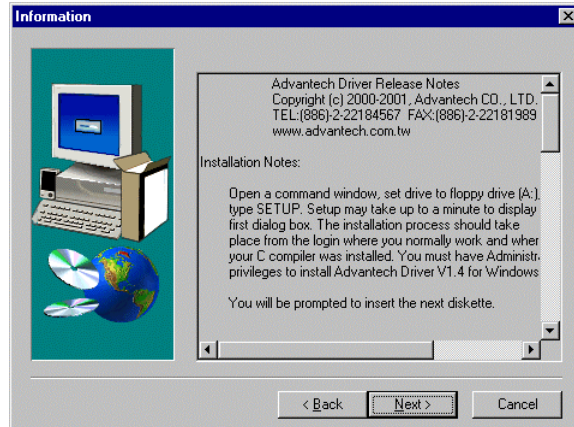 Information
Advantech Driver Release Notes
Copyright (c) 2000-2001, Advantech CO., LTD.
TEL:(886)-2-22184567 FAX:(886)-2-22181989
www.advantech.com.tw
Installation Notes:
Open a command window, set drive to floppy drive (A:),
type SETUP. Setup may take up to a minute to display
first dialog box. The installation process should take
place from the login where you normally work and wher
your C compiler was installed. You must have Administr
privileges to install Advantech Driver V1.4 for Windows
You will be prompted to insert the next diskette.
< Back
Next >
Cancel